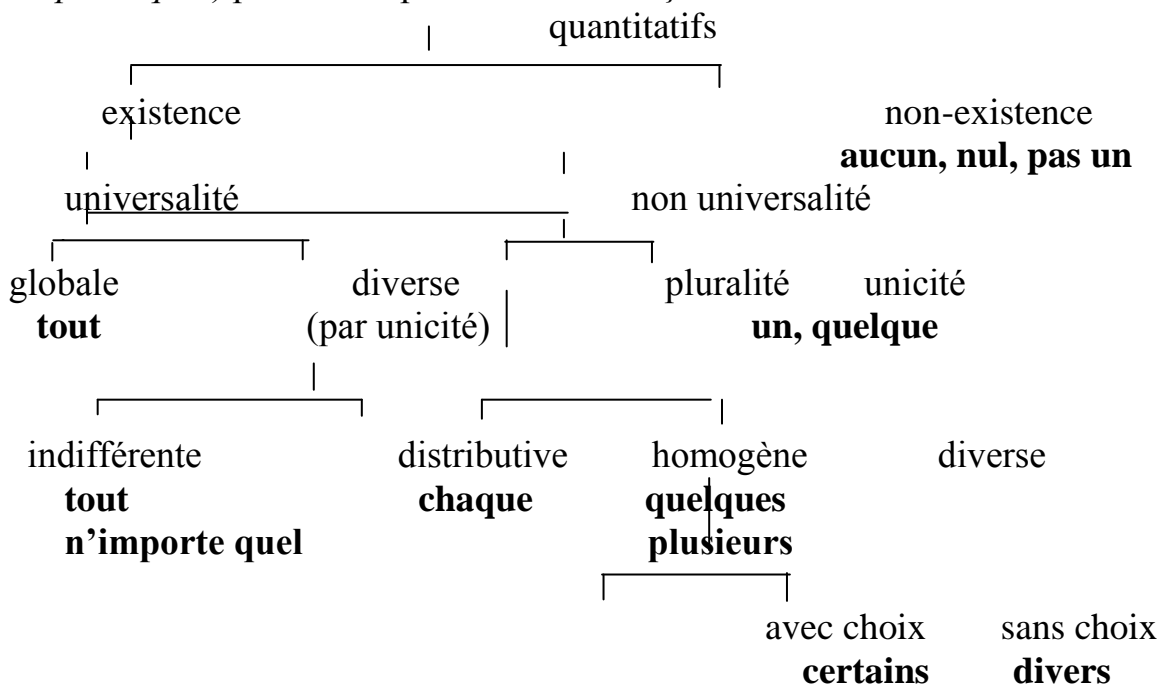 quantitatifs
existence non-existence
aucun, nul, pas un
universalité non universalité
globale diverse pluralité unicité
tout (par unicité) un, quelque
indifférente distributive homogène diverse
tout chaque quelques
n’importe quel plusieurs
avec choix sans choix
certains divers